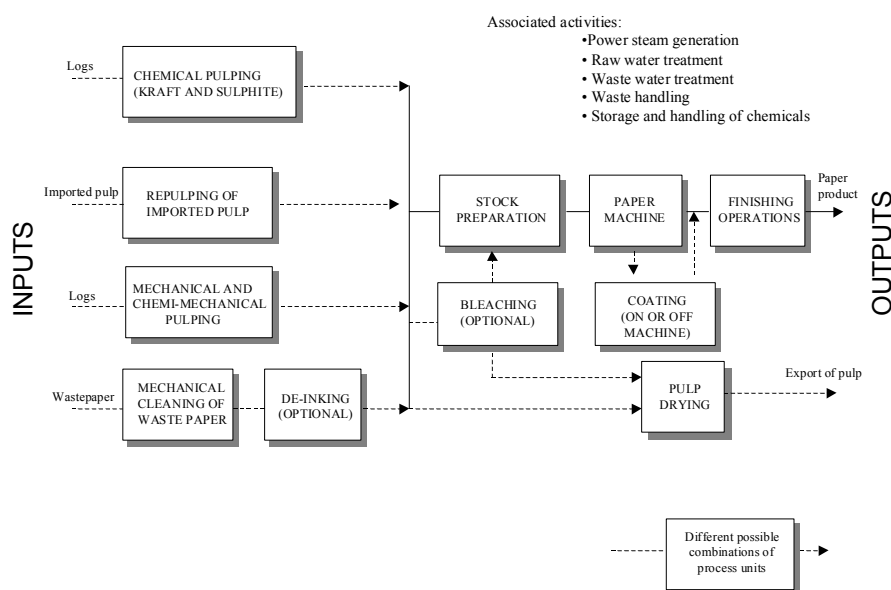 Associated activities:
•Power steam generation
• Raw water treatment
• Waste water treatment
• Waste handling
• Storage and handling of chemicals
INPUTS
Logs
CHEMICAL PULPING
(KRAFT AND SULPHITE)
Imported pulp
REPULPING OF
IMPORTED PULP
Logs
MECHANICAL AND
CHEMI-MECHANICAL
PULPING
Wastepaper
MECHANICAL
CLEANING OF
WASTE PAPER
DE-INKING
(OPTIONAL)
STOCK
PREPARATION
PAPER
MACHINE
FINISHING
OPERATIONS
Paper
product
BLEACHING
(OPTIONAL)
COATING
(ON OR OFF
MACHINE)
PULP
DRYING
Export of pulp
OUTPUTS
Different possible
combinations of
process units